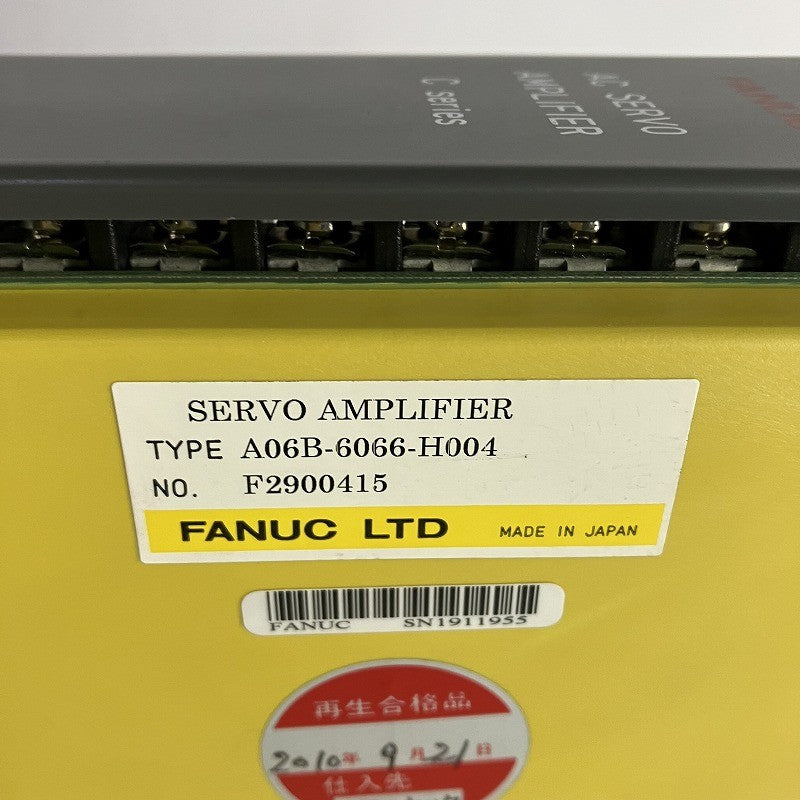 FANUC
AC SERVO
AMPLIFIER
C series
SERVO AMPLIFIER
TYPE A06B-6066-H004
NO. F2900415
FANUC LTD MADE IN JAPAN
FANUC SN1911955
再生合格品
2010年 9月21日
仕入先